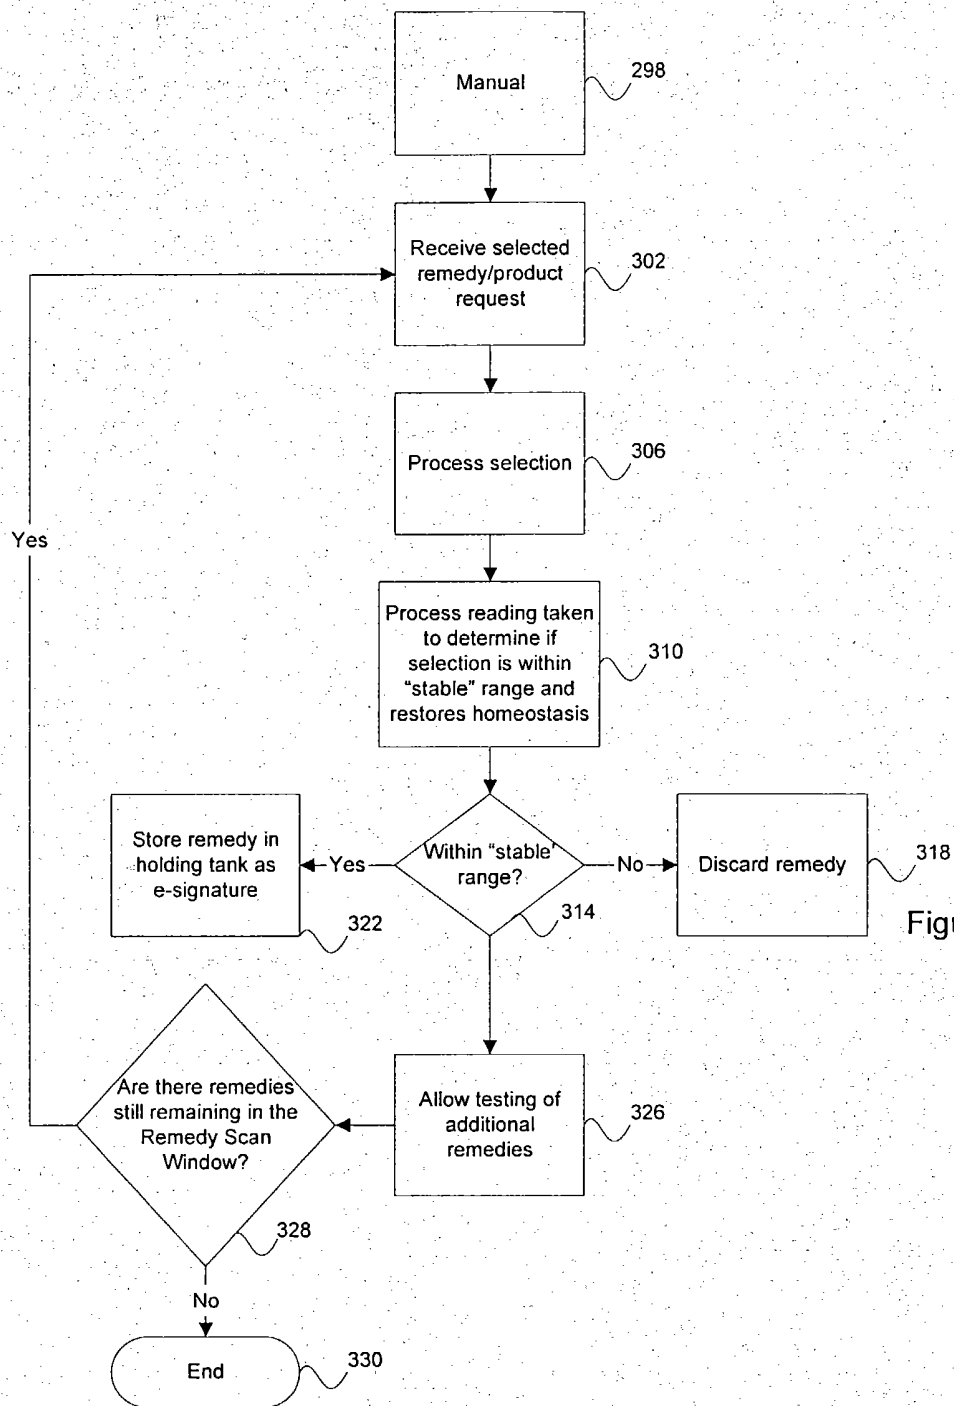 Manual
298
Receive selected
remedy/product
request
302
Process selection
306
Process reading taken
to determine if
selection is within
"stable" range and
restores homeostasis
310
Within "stable"
range?
314
Yes
No
Store remedy in
holding tank as
e-signature
322
Discard remedy
318
Allow testing of
additional
remedies
326
Are there remedies
still remaining in the
Remedy Scan
Window?
328
Yes
No
End
330